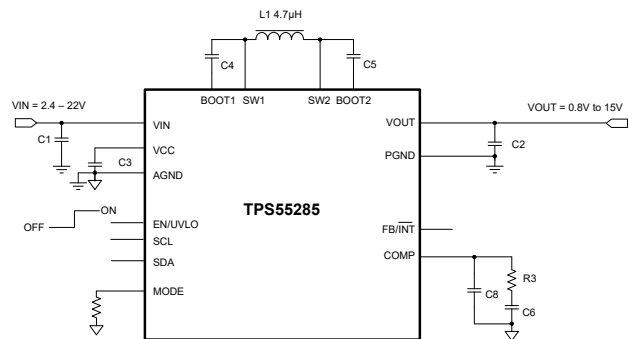 L1 4.7µH
C4
C5
BOOT1 SW1 SW2 BOOT2
VIN = 2.4 – 22V
VOUT = 0.8V to 15V
VIN
VOUT
C1
C2
VCC
C3
PGND
AGND
TPS55285
ON
OFF
EN/UVLO
FB/INT
SCL
COMP
SDA
R3
C8
MODE
C6